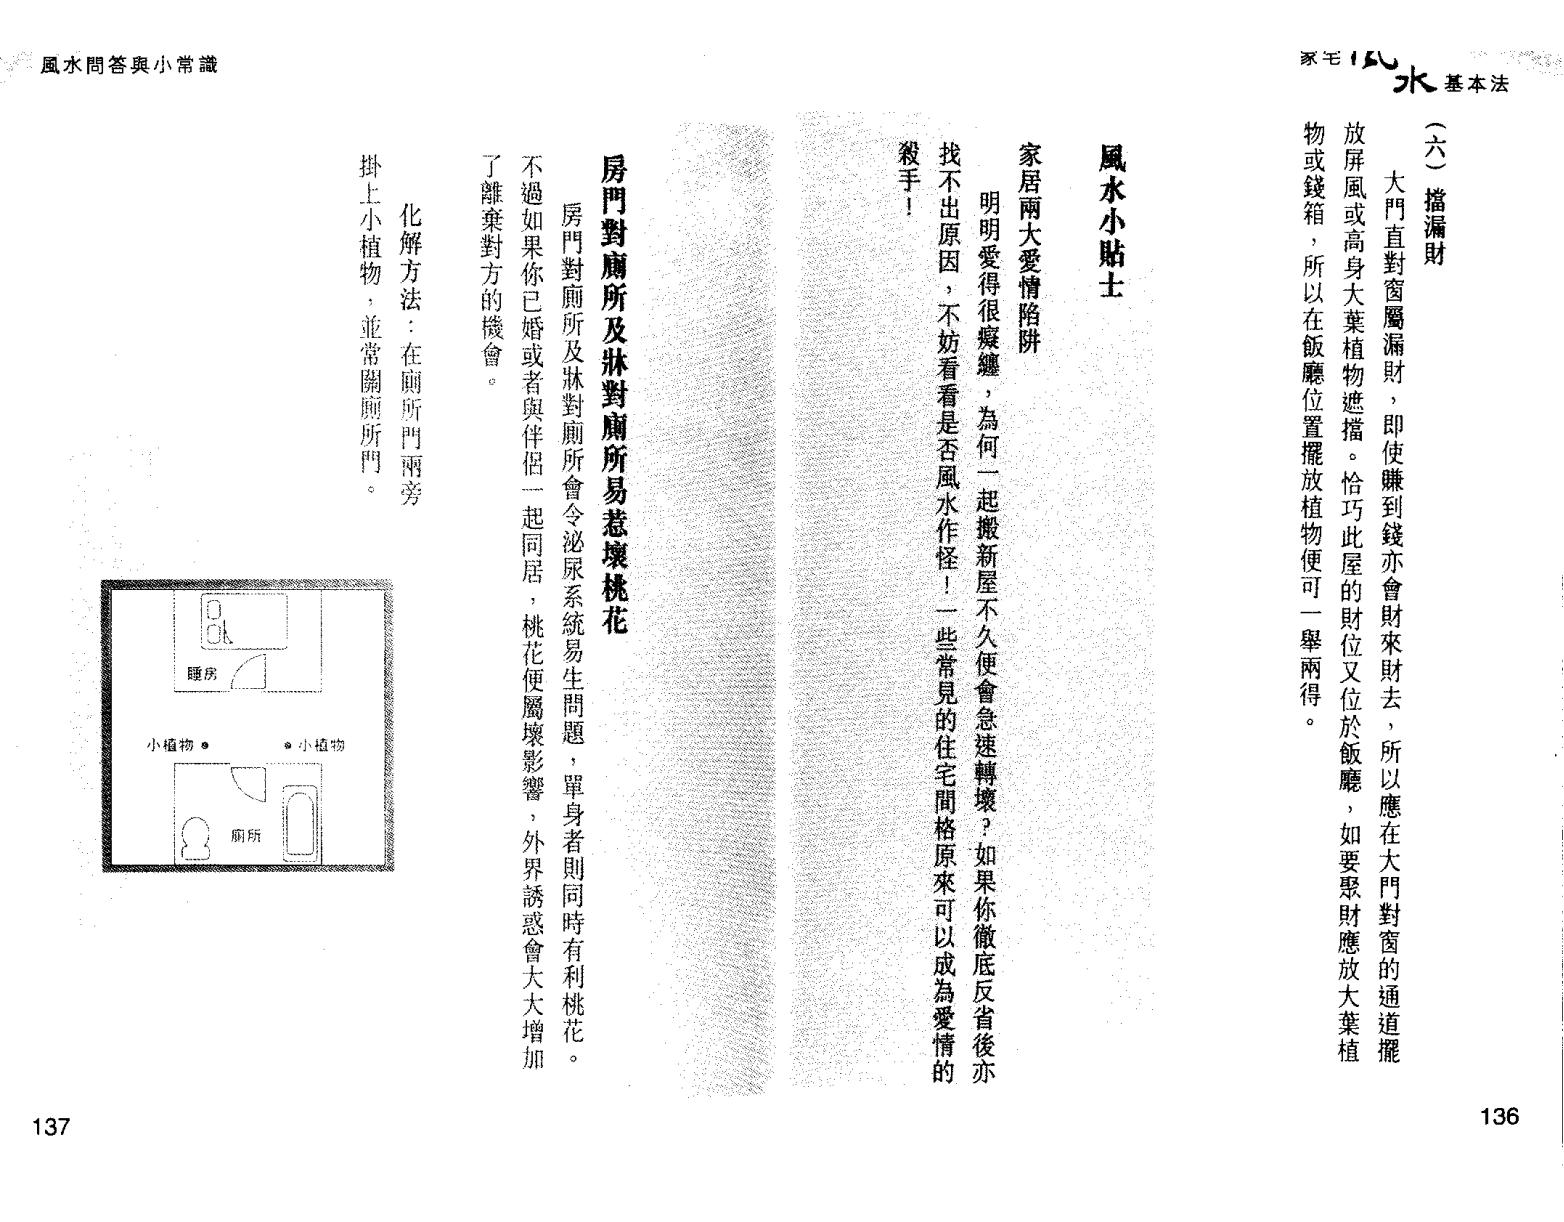 家宅風水基本法
（六）擋漏財
大門直對窗屬漏財，即使賺到錢亦會財來財去，所以應在大門對窗的通道擺
放屏風或高身大葉植物遮擋。恰巧此屋的財位又位於飯廳，如要聚財應放大葉植
物或錢箱，所以在飯廳位置擺放植物便可一舉兩得。
風水小貼士
家居兩大愛情陷阱
明明愛得很癡纏，為何一起搬新屋不久便會急速轉壞？如果你徹底反省後亦
找不出原因，不妨看看是否風水作怪！一些常見的住宅間格原來可以成為愛情的
殺手！
136
風水問答與小常識
房門對廁所及牀對廁所易惹壞桃花
房門對廁所及牀對廁所會令泌尿系統易生問題，單身者則同時有利桃花。
不過如果你已婚或者與伴侶一起同居，桃花便屬壞影響，外界誘惑會大大增加
了離棄對方的機會。
化解方法：在廁所門兩旁
掛上小植物，並常關廁所門。
睡房
小植物
小植物
廁所
137